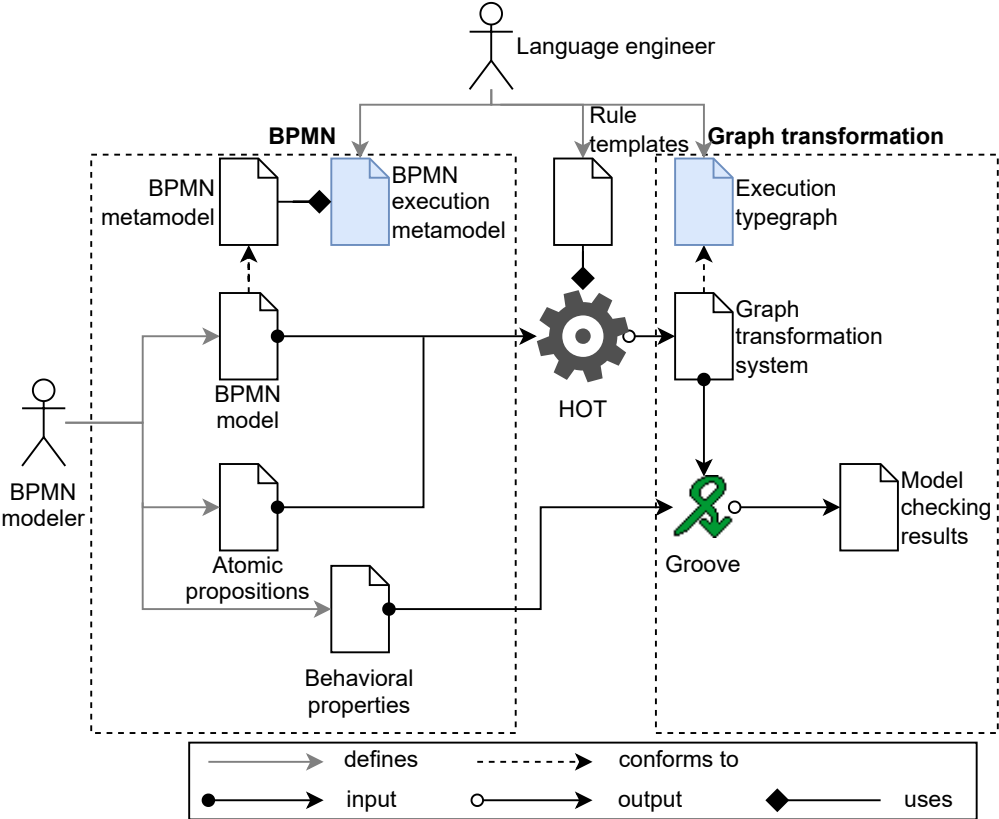 Language engineer
Rule
templates
BPMN
Graph transformation
BPMN
metamodel
BPMN
execution
metamodel
Execution
typegraph
Graph
transformation
system
BPMN
model
HOT
BPMN
modeler
Model
checking
results
Atomic
propositions
Groove
Behavioral
properties
defines
conforms to
input
output
uses